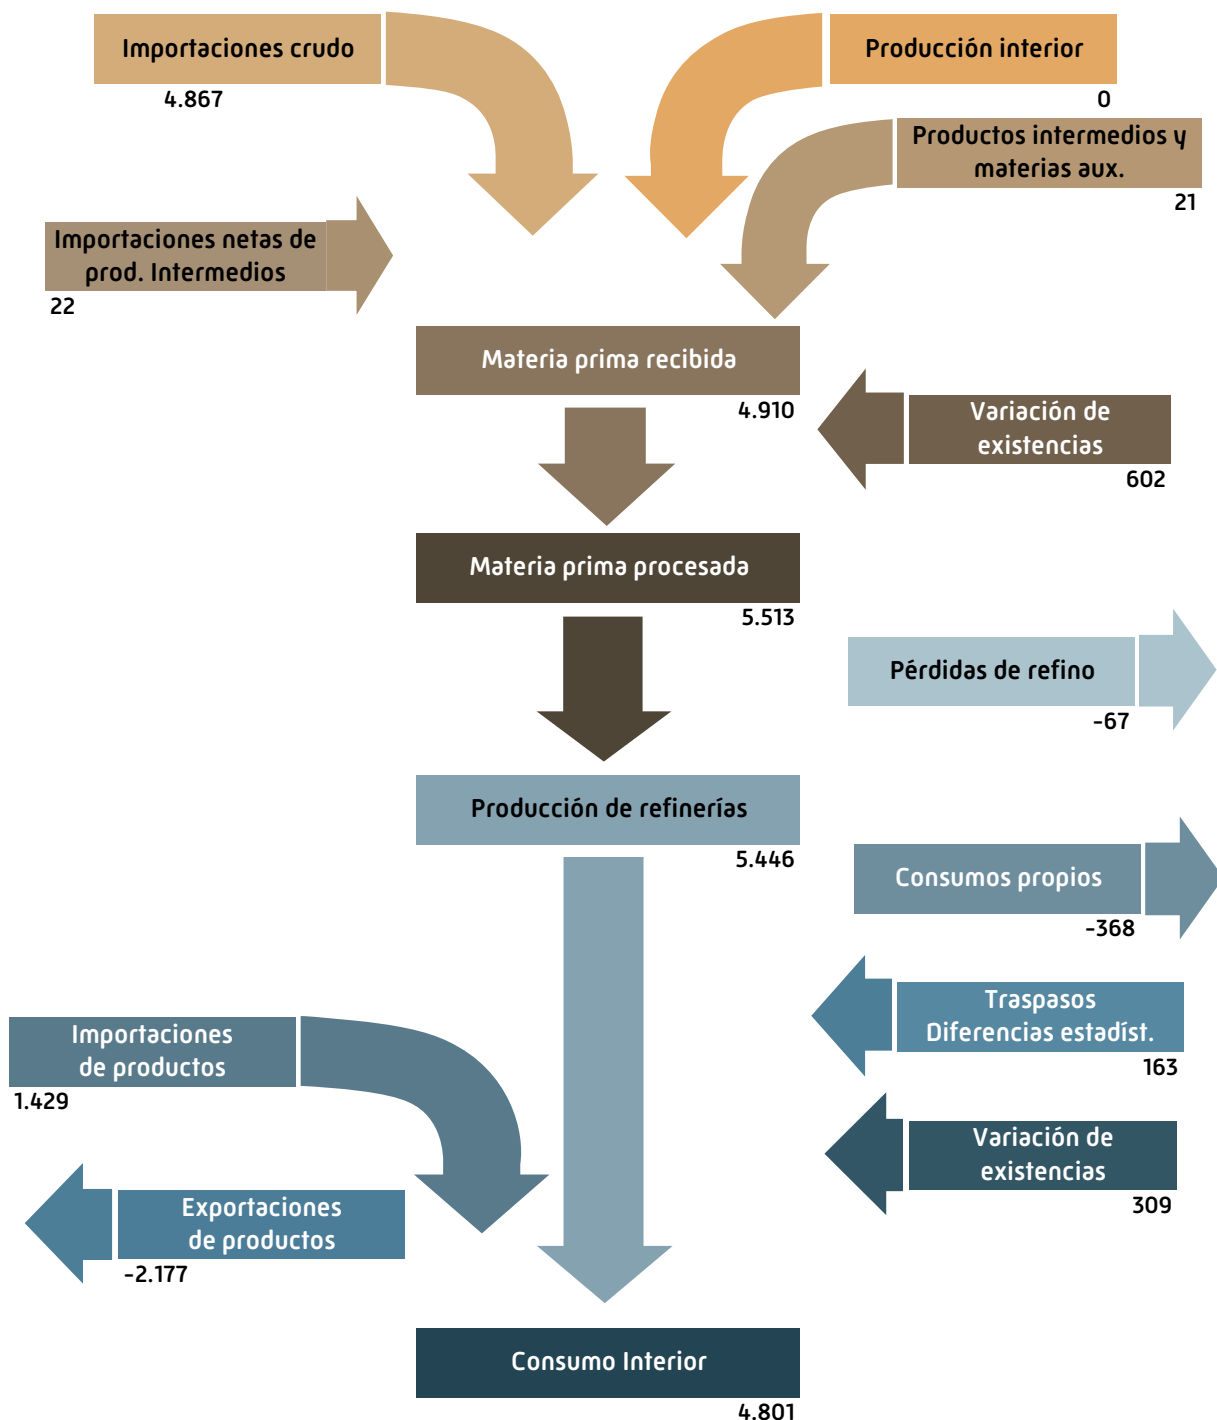 Importaciones crudo
4.867
Producción interior
0
Productos intermedios y
materias aux.
21
Importaciones netas de
prod. Intermedios
22
Materia prima recibida
4.910
Variación de
existencias
602
Materia prima procesada
5.513
Pérdidas de refino
-67
Producción de refinerías
5.446
Consumos propios
-368
Traspasos
Diferencias estadíst.
163
Importaciones
de productos
1.429
Variación de
existencias
309
Exportaciones
de productos
-2.177
Consumo Interior
4.801